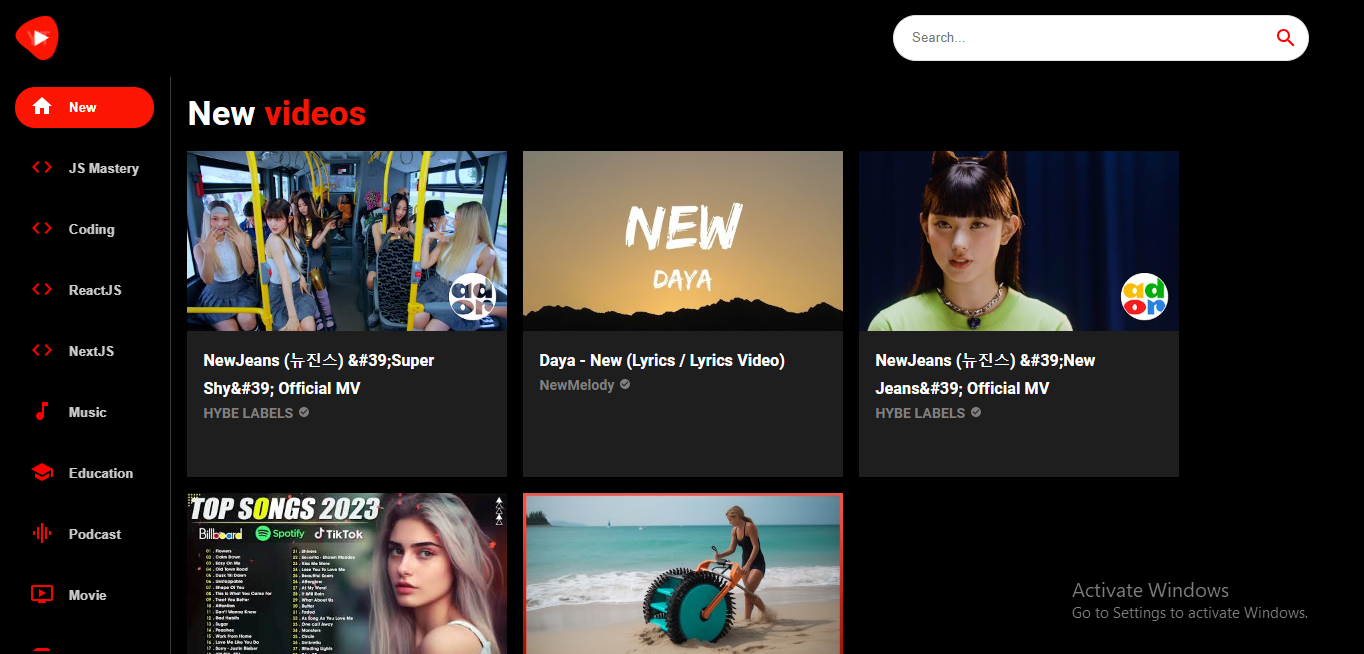 Search...
New
JS Mastery
Coding
ReactJS
NextJS
Music
Education
Podcast
Movie
New videos
NEW
DAYA
ador
ador
NewJeans (뉴진스) &#39;Super
Shy&#39; Official MV
HYBE LABELS
Daya - New (Lyrics / Lyrics Video)
NewMelody
NewJeans (뉴진스) &#39;New
Jeans&#39; Official MV
HYBE LABELS
TOP SONGS 2023
Billboard Spotify TikTok
01 . Flowers
02 . Calm Down
03 . Easy On Me
04 . Old Town Road
05 . Dusk Till Dawn
06 . Unstoppable
07 . Shape Of You
08 . This Is What You Came For
09 . Treat You Better
10 . Attention
11 . Don't Wanna Know
12 . Bad Habits
13 . Sugar
14 . Peaches
15 . Work From Home
16 . Love Me Like You Do
17 . Sorry - Justin Bieber
21 . Shivers
22 . Senorita - Shawn Mendes
23 . Kiss Me More
24 . Lose You To Love Me
25 . Beautiful Scars
26 . Afterglow
27 . At My Worst
28 . It Will Rain
29 . What About Us
30 . Butter
31 . Faded
32 . As Long As You Love Me
33 . One Call Away
34 . Monsters
35 . Circle
36 . Umbrella
37 . Blinding Lights
Activate Windows
Go to Settings to activate Windows.